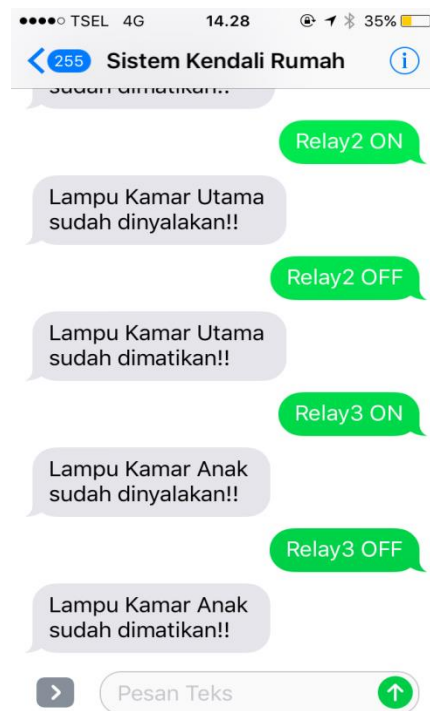 TSEL 4G 14.28 35%
255 Sistem Kendali Rumah i
sudah dimatikan!!
Relay2 ON
Lampu Kamar Utama
sudah dinyalakan!!
Relay2 OFF
Lampu Kamar Utama
sudah dimatikan!!
Relay3 ON
Lampu Kamar Anak
sudah dinyalakan!!
Relay3 OFF
Lampu Kamar Anak
sudah dimatikan!!
Pesan Teks